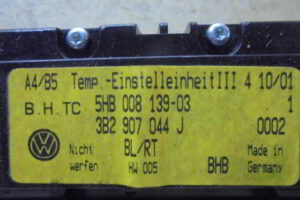 A4/B5 Temp.-EinstelleinheitIII 4 10/01
B.H.TC 5HB 008 139-03 1
3B2 907 044 J 0002
Nicht BL/RT Made in
werfen HW 005 BHB Germany